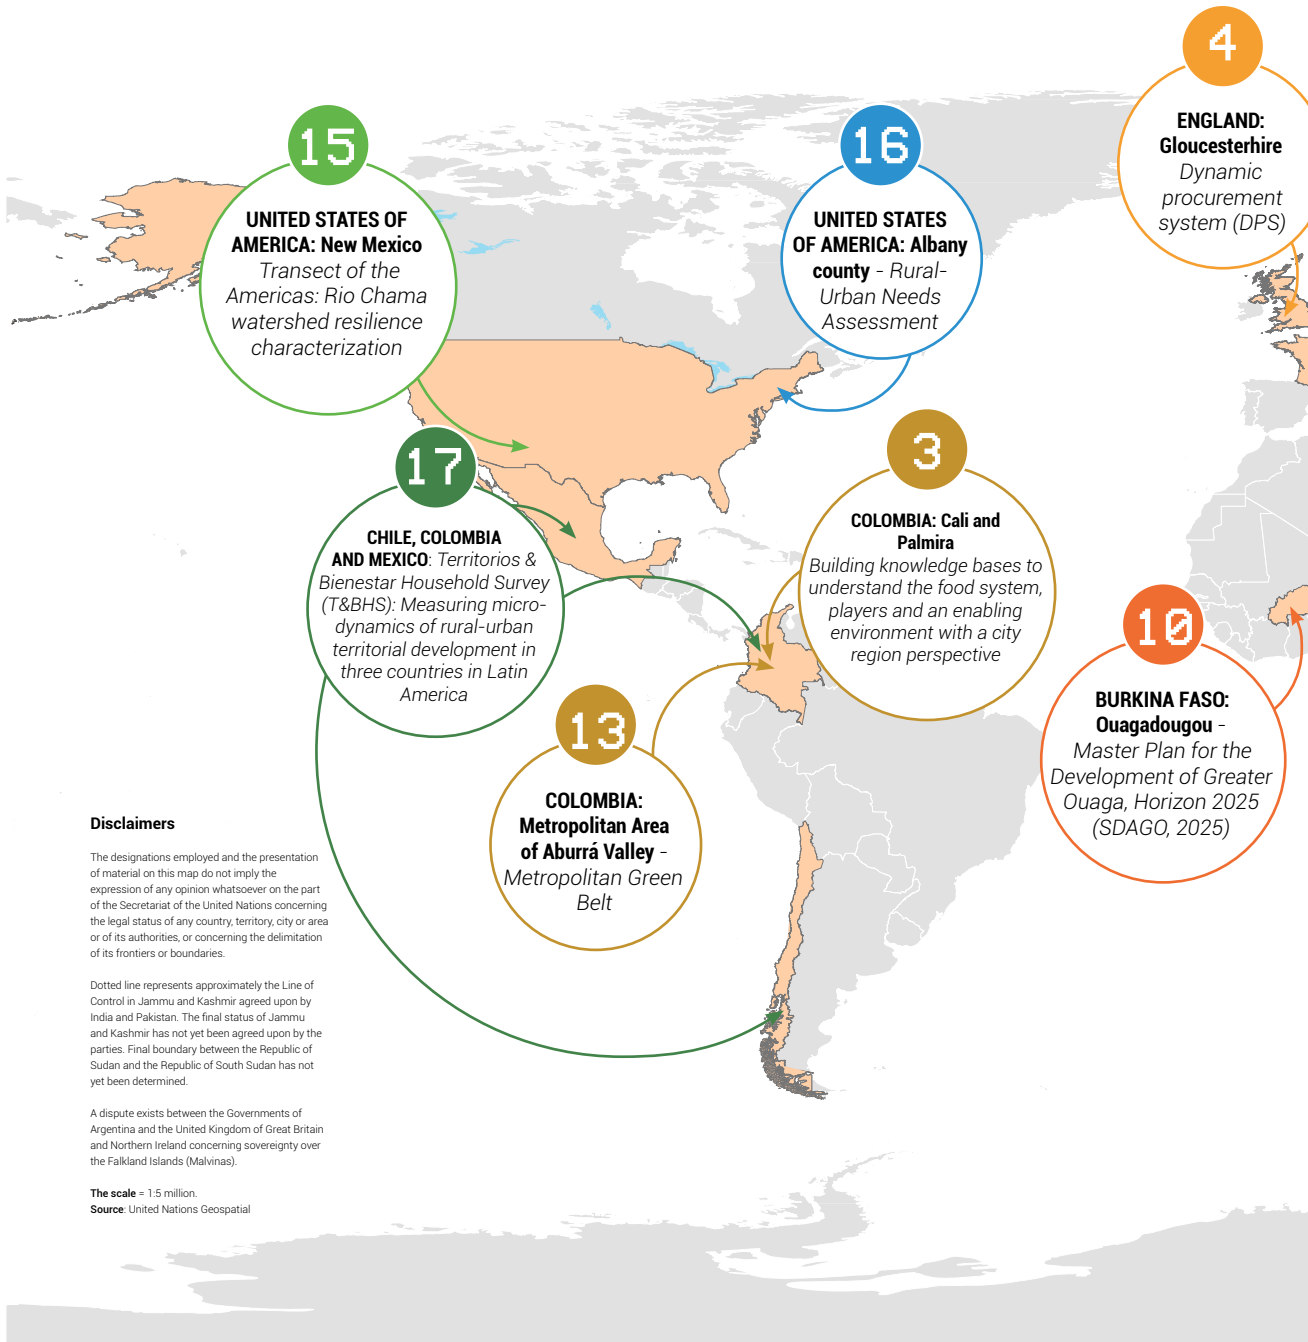 4
ENGLAND:
Gloucesterhire
Dynamic
procurement
system (DPS)
15
UNITED STATES OF
AMERICA: New Mexico
Transect of the
Americas: Rio Chama
watershed resilience
characterization
16
UNITED STATES
OF AMERICA: Albany
county - Rural-
Urban Needs
Assessment
17
CHILE, COLOMBIA
AND MEXICO: Territorios &
Bienestar Household Survey
(T&BHS): Measuring micro-
dynamics of rural-urban
territorial development in
three countries in Latin
America
3
COLOMBIA: Cali and
Palmira
Building knowledge bases to
understand the food system,
players and an enabling
environment with a city
region perspective
10
BURKINA FASO:
Ouagadougou -
Master Plan for the
Development of Greater
Ouaga, Horizon 2025
(SDAGO, 2025)
13
COLOMBIA:
Metropolitan Area
of Aburrá Valley -
Metropolitan Green
Belt
Disclaimers
The designations employed and the presentation
of material on this map do not imply the
expression of any opinion whatsoever on the part
of the Secretariat of the United Nations concerning
the legal status of any country, territory, city or area
or of its authorities, or concerning the delimitation
of its frontiers or boundaries.
Dotted line represents approximately the Line of
Control in Jammu and Kashmir agreed upon by
India and Pakistan. The final status of Jammu
and Kashmir has not yet been agreed upon by the
parties. Final boundary between the Republic of
Sudan and the Republic of South Sudan has not
yet been determined.
A dispute exists between the Governments of
Argentina and the United Kingdom of Great Britain
and Northern Ireland concerning sovereignty over
the Falkland Islands (Malvinas).
The scale = 1:5 million.
Source: United Nations Geospatial